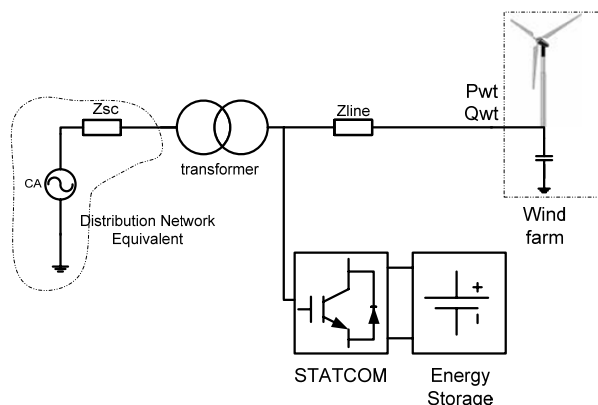 Zsc
Zline
Pwt
Qwt
transformer
CA
Distribution Network
Equivalent
Wind
farm
STATCOM
Energy
Storage